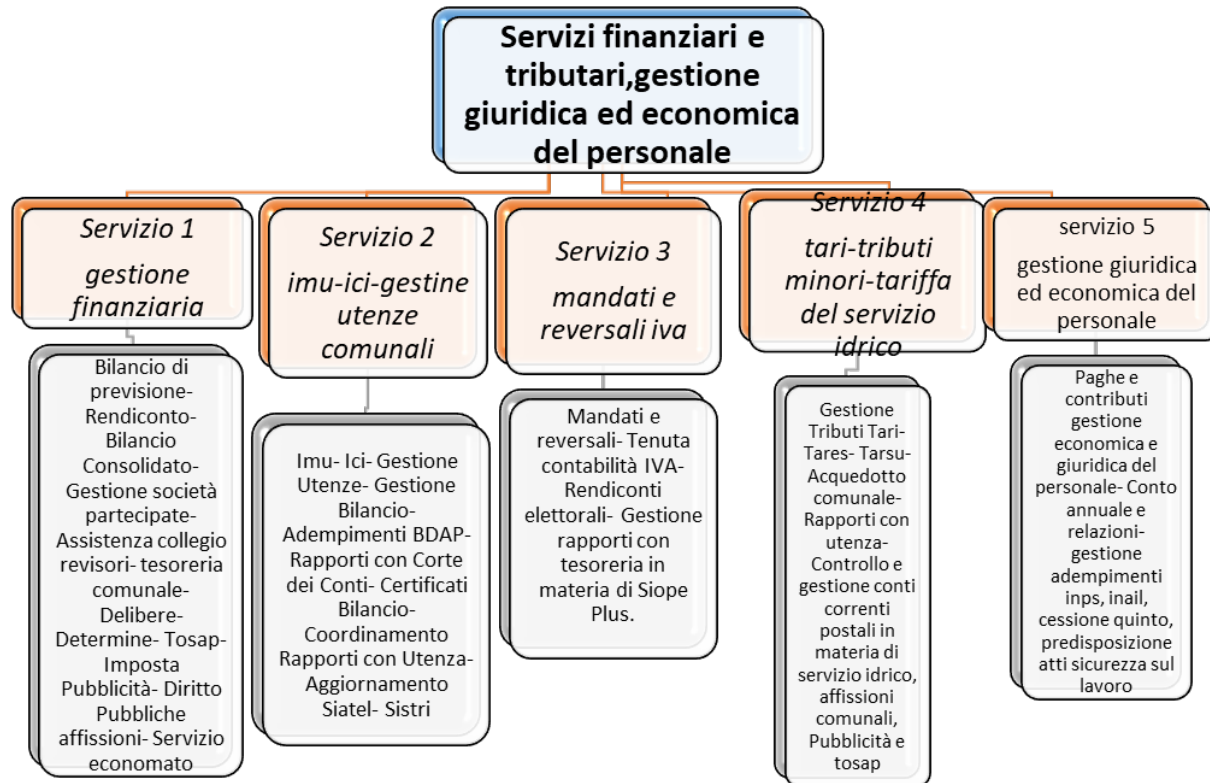 Servizi finanziari e
tributari,gestione
giuridica ed economica
del personale
Servizio 1
gestione
finanziaria
Bilancio di
previsione-
Rendiconto-
Bilancio
Consolidato-
Gestione società
partecipate-
Assistenza collegio
revisori- tesoreria
comunale-
Delibere-
Determine- Tosap-
Imposta
Pubblicità- Diritto
Pubbliche
affissioni- Servizio
economato
Servizio 2
imu-ici-gestine
utenze
comunali
Imu- Ici- Gestione
Utenze- Gestione
Bilancio-
Adempimenti BDAP-
Rapporti con Corte
dei Conti- Certificati
Bilancio-
Coordinamento
Rapporti con Utenza-
Aggiornamento
Siatel- Sistri
Servizio 3
mandati e
reversali iva
Mandati e
reversali- Tenuta
contabilità IVA-
Rendiconti
elettorali- Gestione
rapporti con
tesoreria in
materia di Siope
Plus.
Servizio 4
tari-tributi
minori-tariffa
del servizio
idrico
Gestione
Tributi Tari-
Tares- Tarsu-
Acquedotto
comunale-
Rapporti con
utenza-
Controllo e
gestione conti
correnti
postali in
materia di
servizio idrico,
affissioni
comunali,
Pubblicità e
tosap
servizio 5
gestione giuridica
ed economica del
personale
Paghe e
contributi
gestione
economica e
giuridica del
personale- Conto
annuale e
relazioni-
gestione
adempimenti
inps, inail,
cessione quinto,
predisposizione
atti sicurezza sul
lavoro